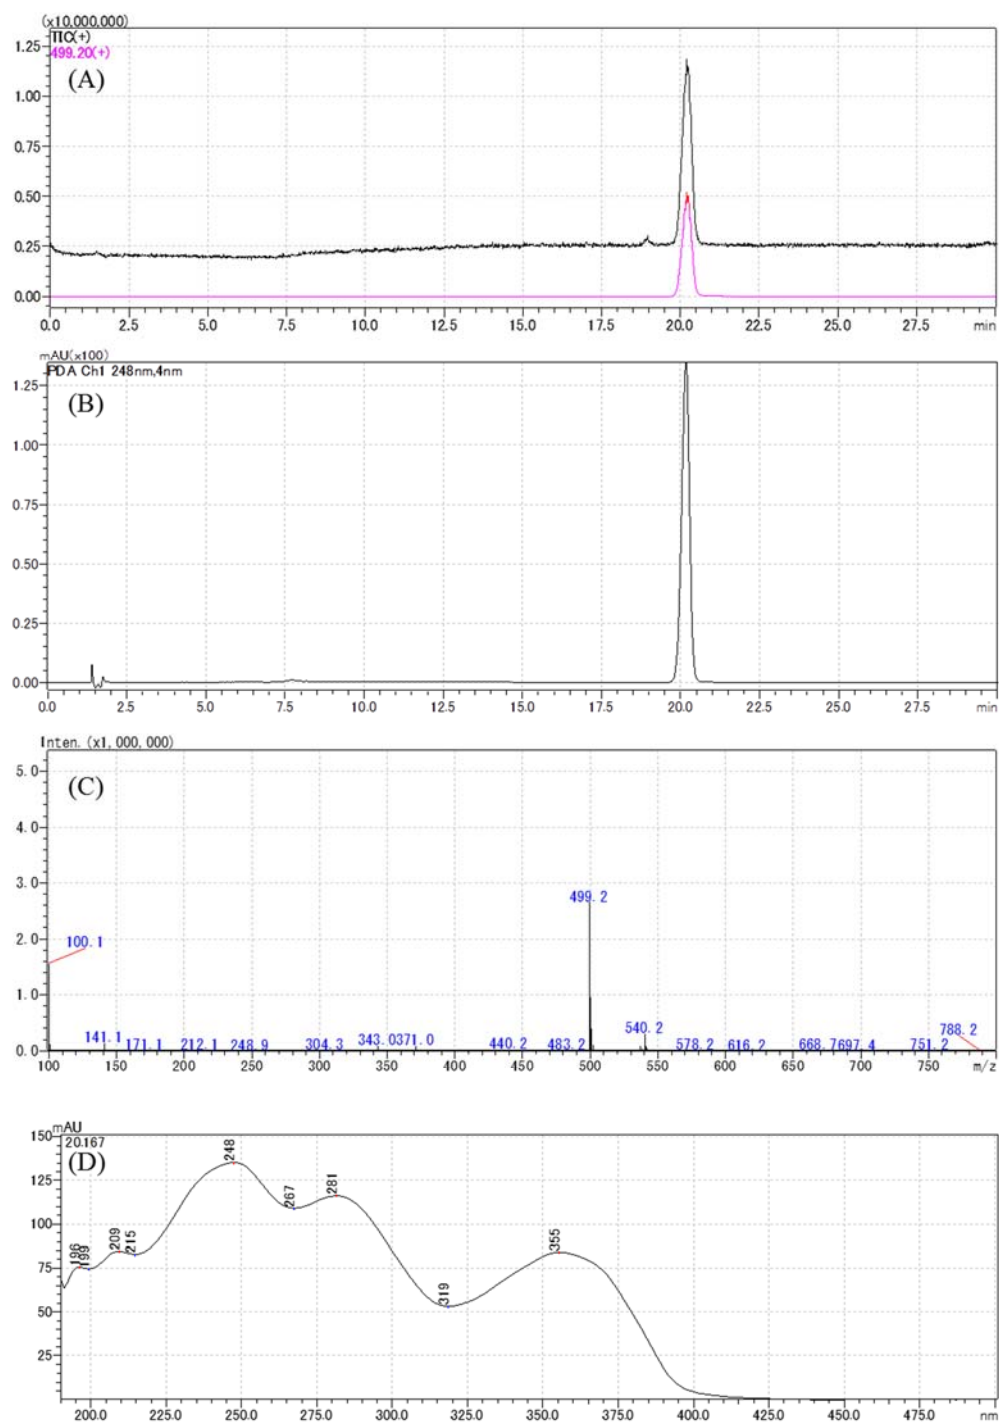 (x10,000,000)
TIC(+)
499.20(+)
(A)
1.25
1.00
0.75
0.50
0.25
0.00
0.0 2.5 5.0 7.5 10.0 12.5 15.0 17.5 20.0 22.5 25.0 27.5 min
mAU(x100)
PDA Ch1 248nm,4nm
(B)
1.25
1.00
0.75
0.50
0.25
0.00
0.0 2.5 5.0 7.5 10.0 12.5 15.0 17.5 20.0 22.5 25.0 27.5 min
Inten. (x1,000,000)
(C)
5.0
4.0
3.0
499.2
2.0
100.1
1.0
141.1 171.1 212.1 248.9 304.3 343.0 371.0 440.2 483.2 540.2 578.2 616.2 668.7 697.4 751.2 788.2
0.0
100 150 200 250 300 350 400 450 500 550 600 650 700 750 m/z
mAU
150
20.167
(D)
196 199 209 215 248 267 281 319 355
125
100
75
50
25
200.0 225.0 250.0 275.0 300.0 325.0 350.0 375.0 400.0 425.0 450.0 475.0 nm